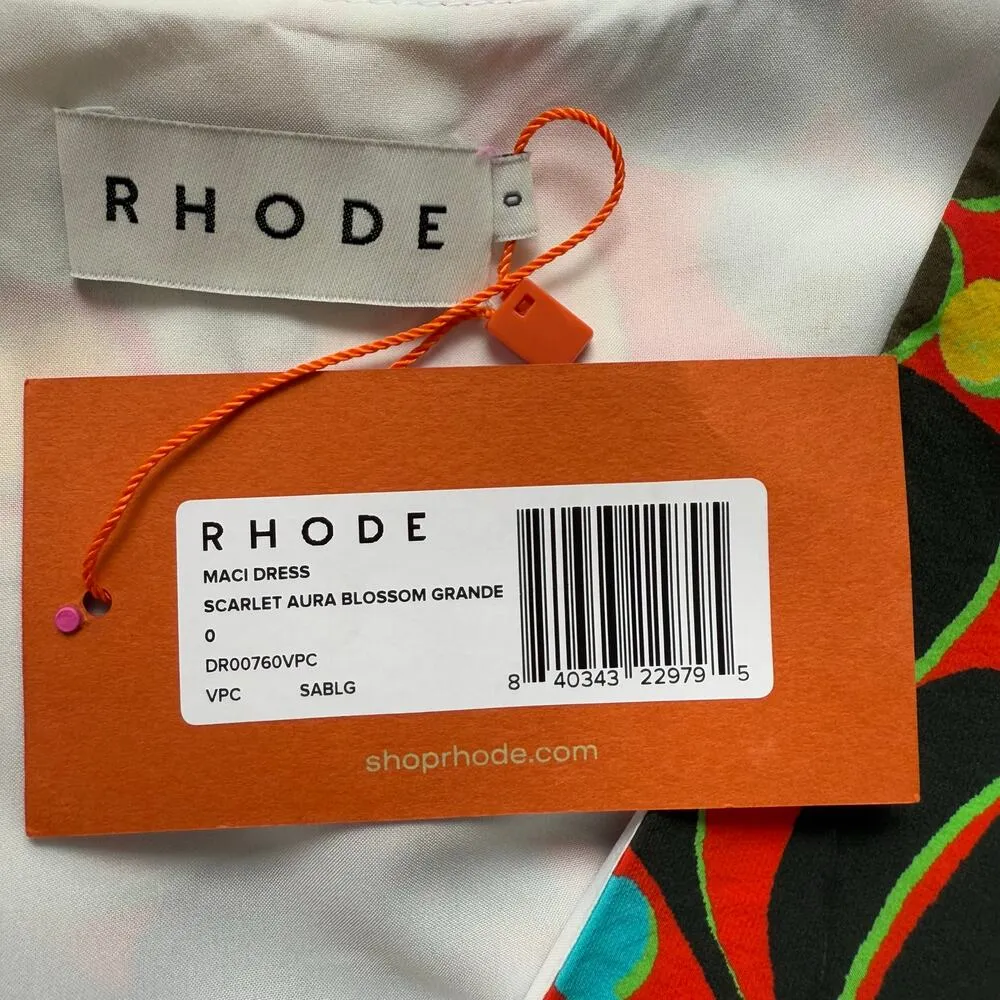 RHODE
0
RHODE
MACI DRESS
SCARLET AURA BLOSSOM GRANDE
0
DR00760VPC
VPC SABLG
8 40343 22979 5
shoprhode.com